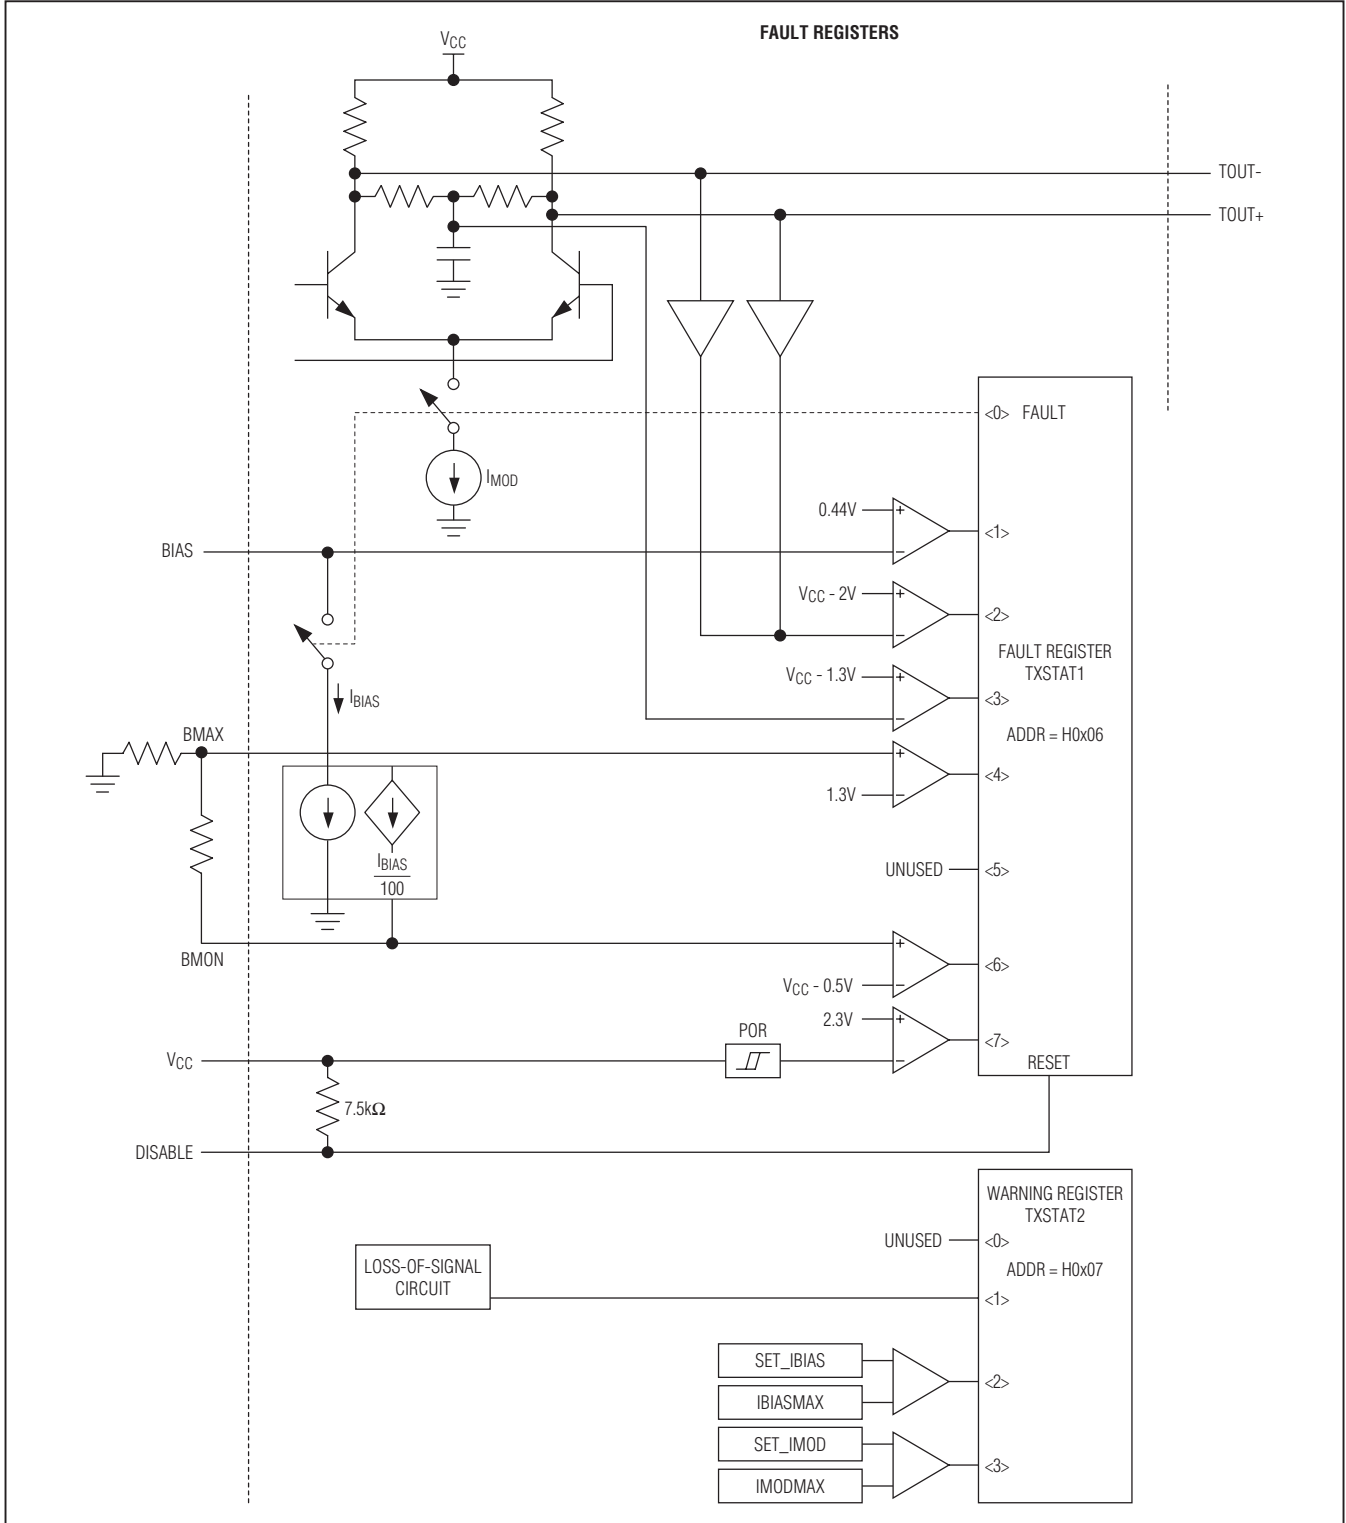 FAULT REGISTERS
VCC
TOUT-
TOUT+
<0> FAULT
IMOD
0.44V
<1>
BIAS
VCC - 2V
<2>
FAULT REGISTER
TXSTAT1
VCC - 1.3V
<3>
IBIAS
BMAX
ADDR = H0x06
<4>
1.3V
IBIAS
100
UNUSED
<5>
BMON
<6>
VCC - 0.5V
2.3V
POR
<7>
VCC
RESET
7.5kΩ
DISABLE
WARNING REGISTER
TXSTAT2
UNUSED
<0>
LOSS-OF-SIGNAL
CIRCUIT
ADDR = H0x07
<1>
SET_IBIAS
<2>
IBIASMAX
SET_IMOD
<3>
IMODMAX